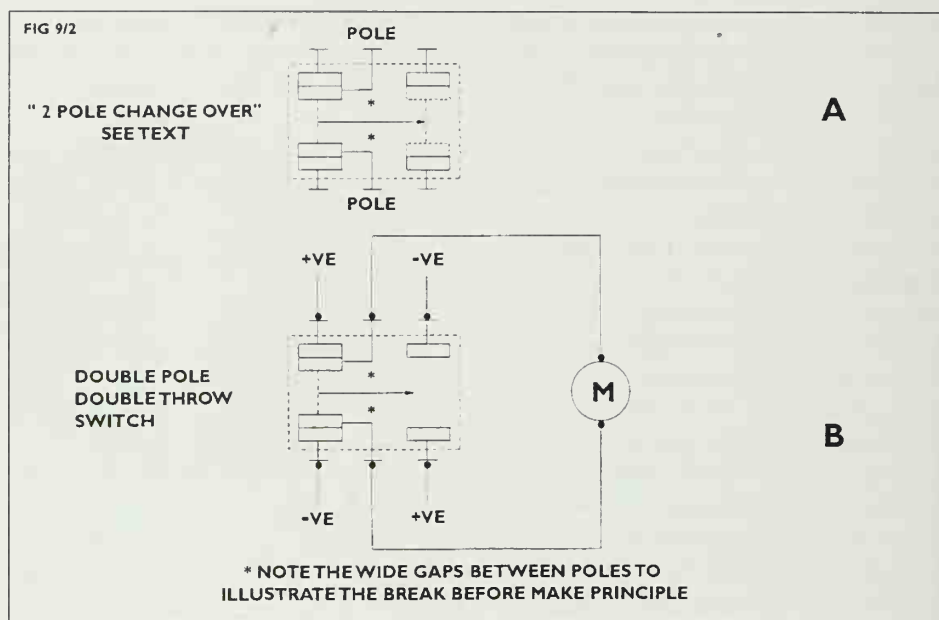 FIG 9/2
POLE
" 2 POLE CHANGE OVER"
SEE TEXT
*
*
A
POLE
+VE
-VE
DOUBLE POLE
DOUBLE THROW
SWITCH
*
*
M
B
-VE
+VE
* NOTE THE WIDE GAPS BETWEEN POLES TO
ILLUSTRATE THE BREAK BEFORE MAKE PRINCIPLE